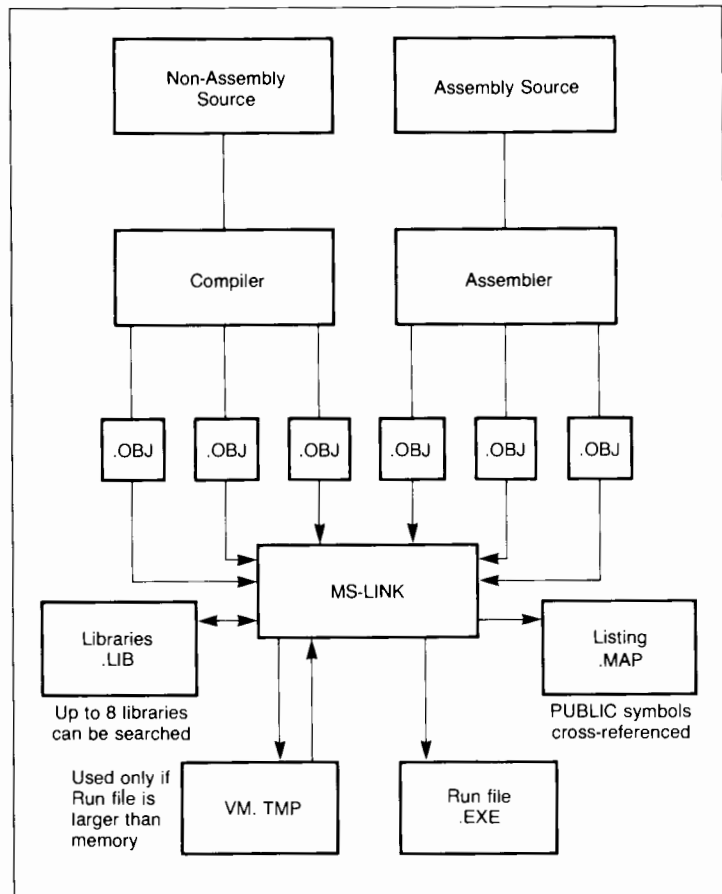 Non-Assembly
Source
Assembly Source
Compiler
Assembler
.OBJ
.OBJ
.OBJ
.OBJ
.OBJ
.OBJ
MS-LINK
Libraries
.LIB
Listing
.MAP
Up to 8 libraries
can be searched
PUBLIC symbols
cross-referenced
Used only if
Run file is
larger than
memory
VM. TMP
Run file
.EXE